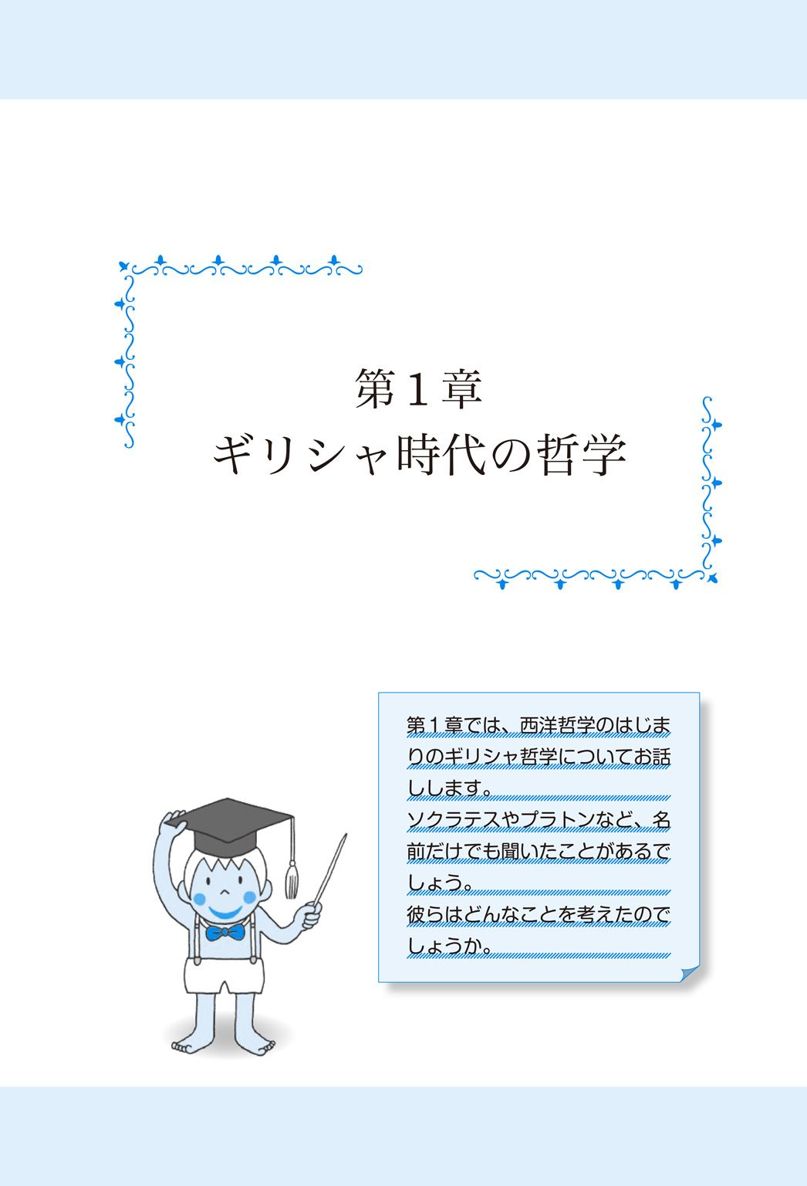 第１章
ギリシャ時代の哲学
第１章では、西洋哲学のはじま
りのギリシャ哲学についてお話
しします。
ソクラテスやプラトンなど、名
前だけでも聞いたことがあるで
しょう。
彼らはどんなことを考えたので
しょうか。